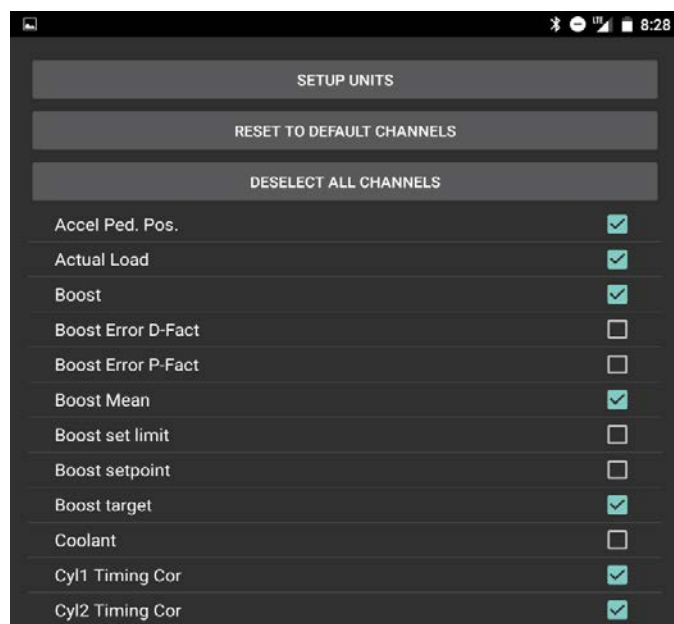 LTE 8:28
SETUP UNITS
RESET TO DEFAULT CHANNELS
DESELECT ALL CHANNELS
Accel Ped. Pos.
Actual Load
Boost
Boost Error D-Fact
Boost Error P-Fact
Boost Mean
Boost set limit
Boost setpoint
Boost target
Coolant
Cyl1 Timing Cor
Cyl2 Timing Cor